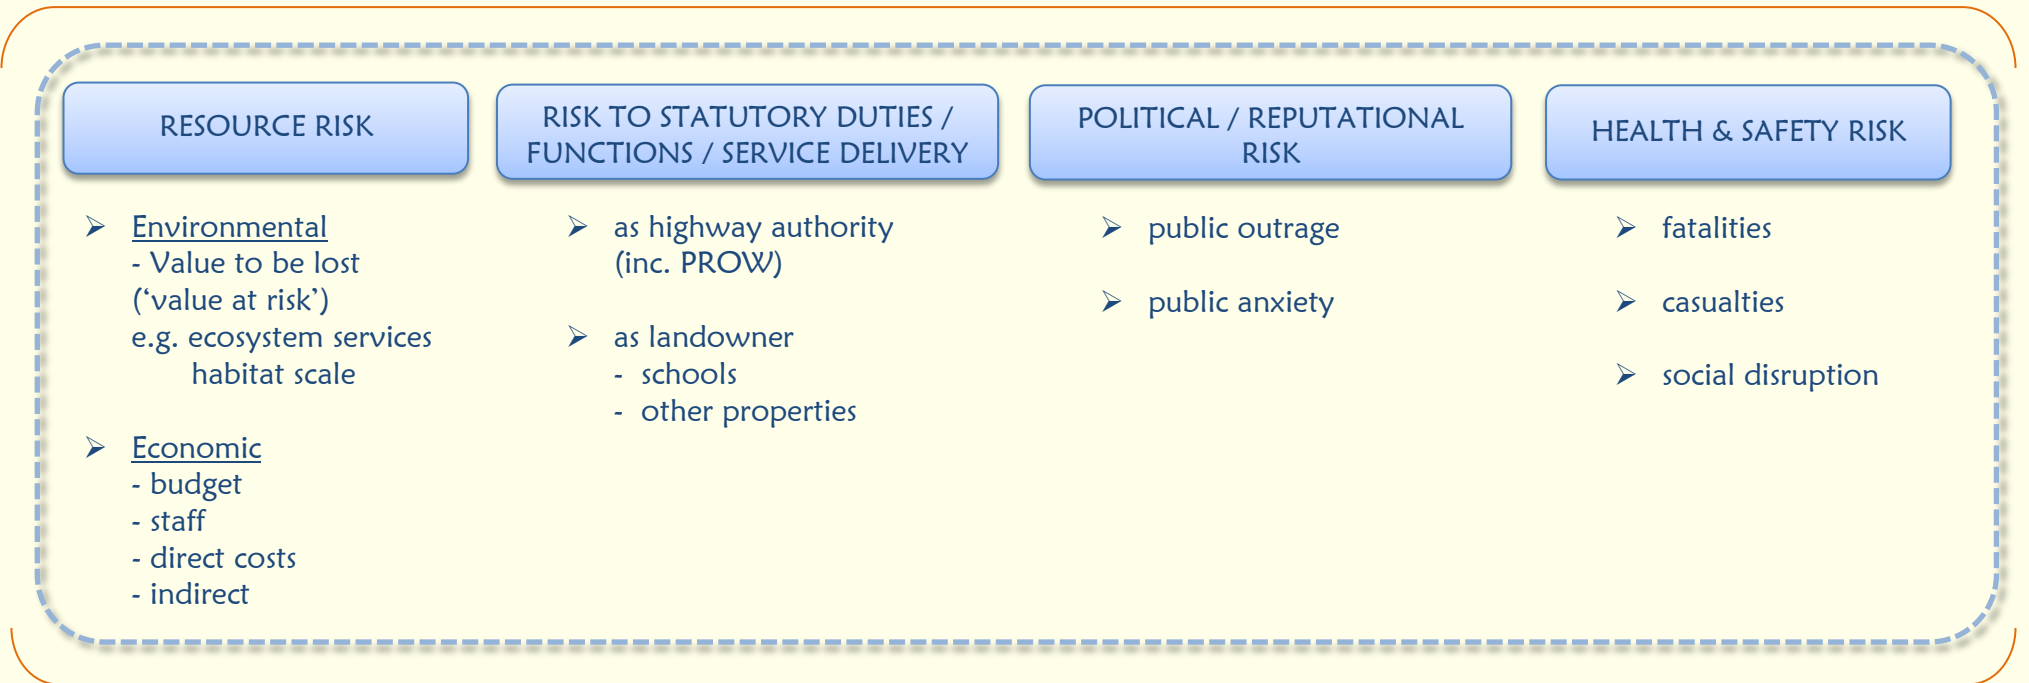 RESOURCE RISK
➢ Environmental
- Value to be lost
(‘value at risk’)
e.g. ecosystem services
habitat scale
➢ Economic
- budget
- staff
- direct costs
- indirect
RISK TO STATUTORY DUTIES /
FUNCTIONS / SERVICE DELIVERY
➢ as highway authority
(inc. PROW)
➢ as landowner
- schools
- other properties
POLITICAL / REPUTATIONAL
RISK
➢ public outrage
➢ public anxiety
HEALTH & SAFETY RISK
➢ fatalities
➢ casualties
➢ social disruption